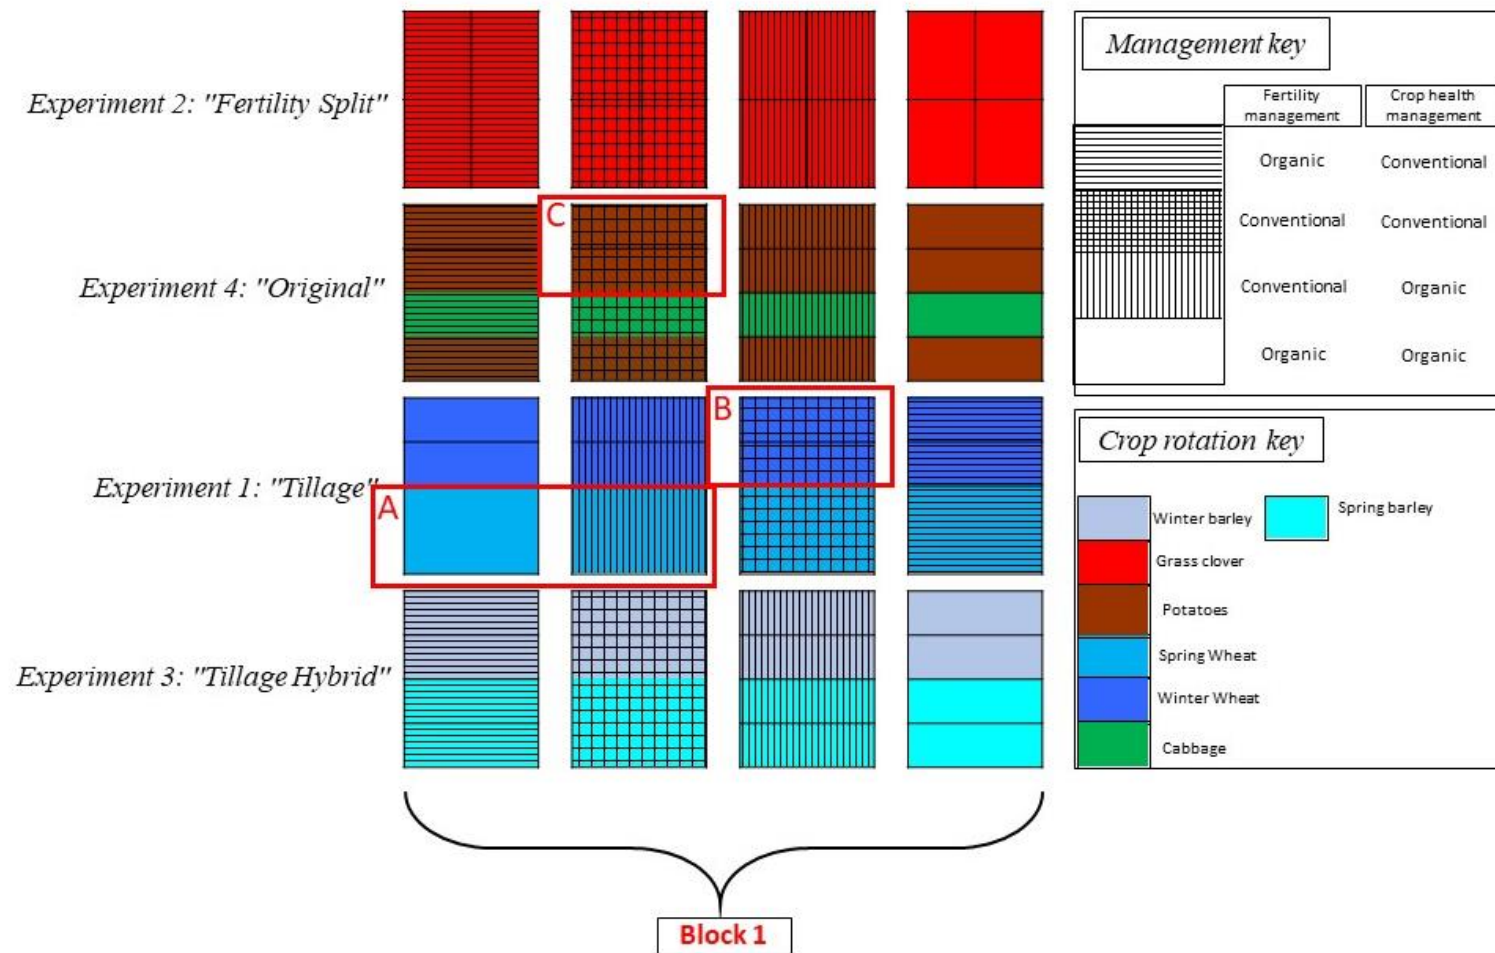 Experiment 2: "Fertility Split"
Experiment 4: "Original"
Experiment 1: "Tillage"
Experiment 3: "Tillage Hybrid"
C
B
A
Block 1
Management key
Fertility
management
Crop health
management
Organic
Conventional
Conventional
Conventional
Conventional
Organic
Organic
Organic
Crop rotation key
Winter barley
Spring barley
Grass clover
Potatoes
Spring Wheat
Winter Wheat
Cabbage